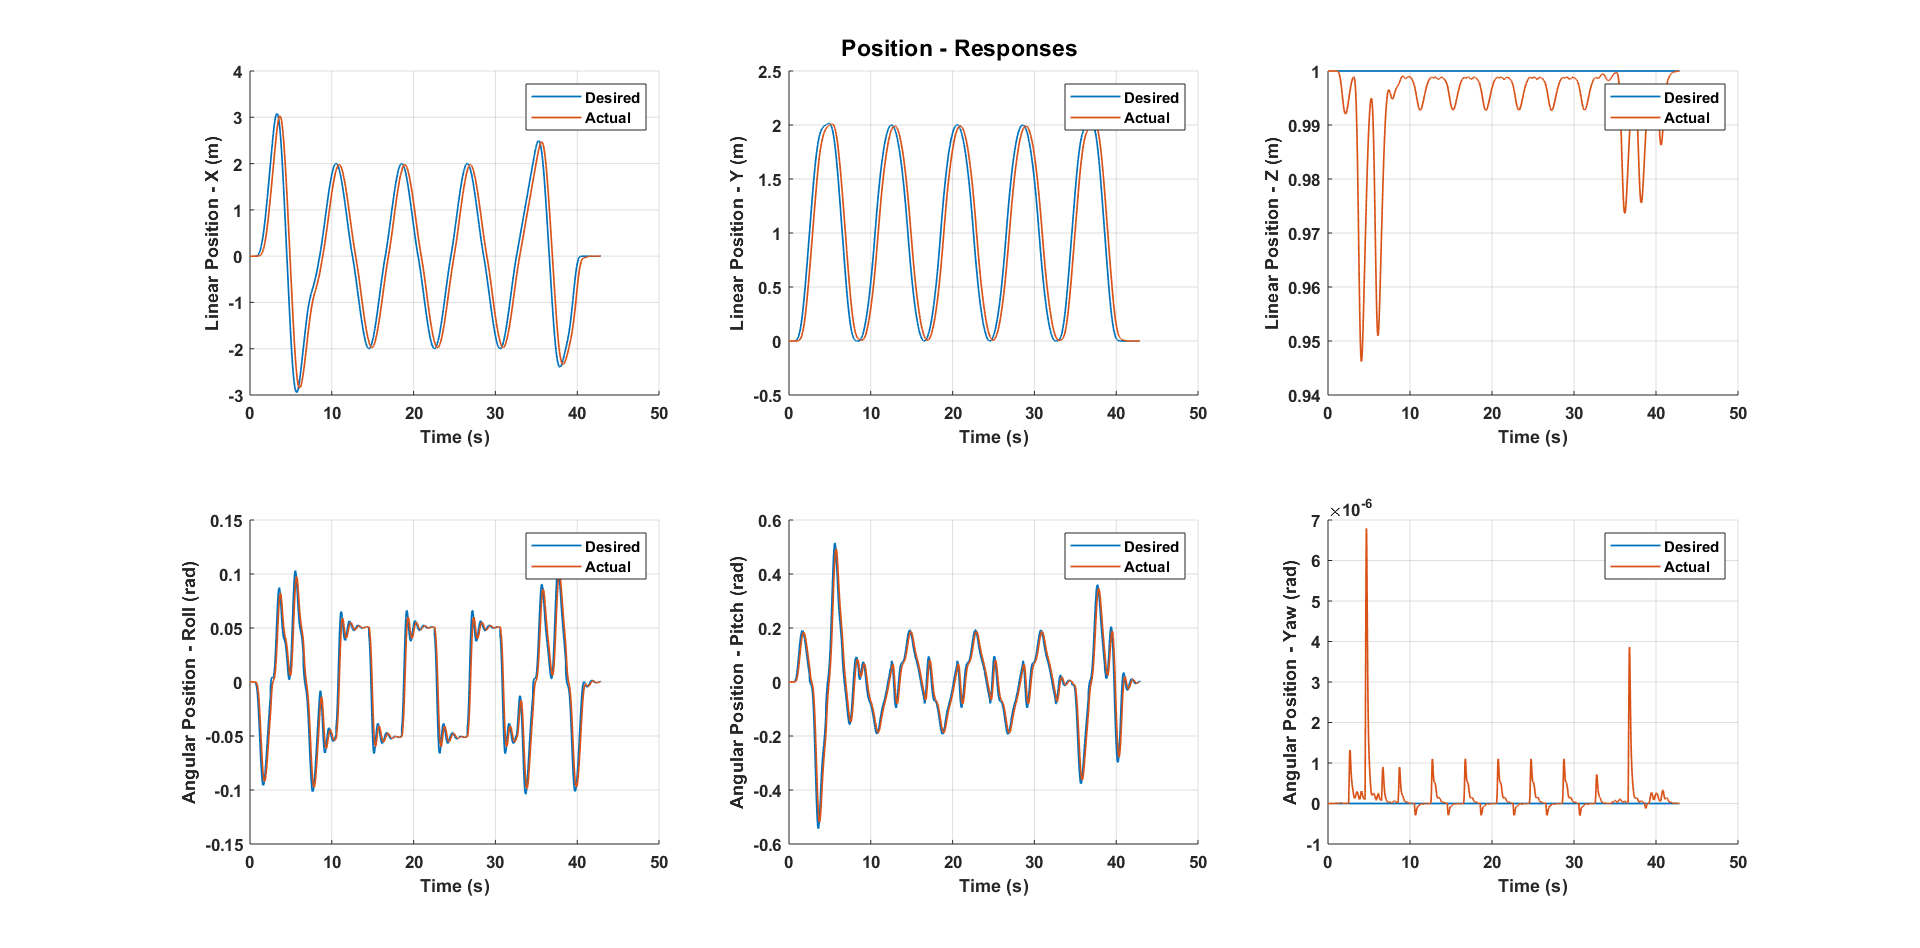 Position - Responses
4
3
2
1
0
-1
-2
-3
Linear Position - X (m)
Desired
Actual
0 10 20 30 40 50
Time (s)
2.5
2
1.5
1
0.5
0
-0.5
Linear Position - Y (m)
Desired
Actual
0 10 20 30 40 50
Time (s)
1
0.99
0.98
0.97
0.96
0.95
0.94
Linear Position - Z (m)
Desired
Actual
0 10 20 30 40 50
Time (s)
0.15
0.1
0.05
0
-0.05
-0.1
-0.15
Angular Position - Roll (rad)
Desired
Actual
0 10 20 30 40 50
Time (s)
0.6
0.4
0.2
0
-0.2
-0.4
-0.6
Angular Position - Pitch (rad)
Desired
Actual
0 10 20 30 40 50
Time (s)
×10-6
7
6
5
4
3
2
1
0
-1
Angular Position - Yaw (rad)
Desired
Actual
0 10 20 30 40 50
Time (s)